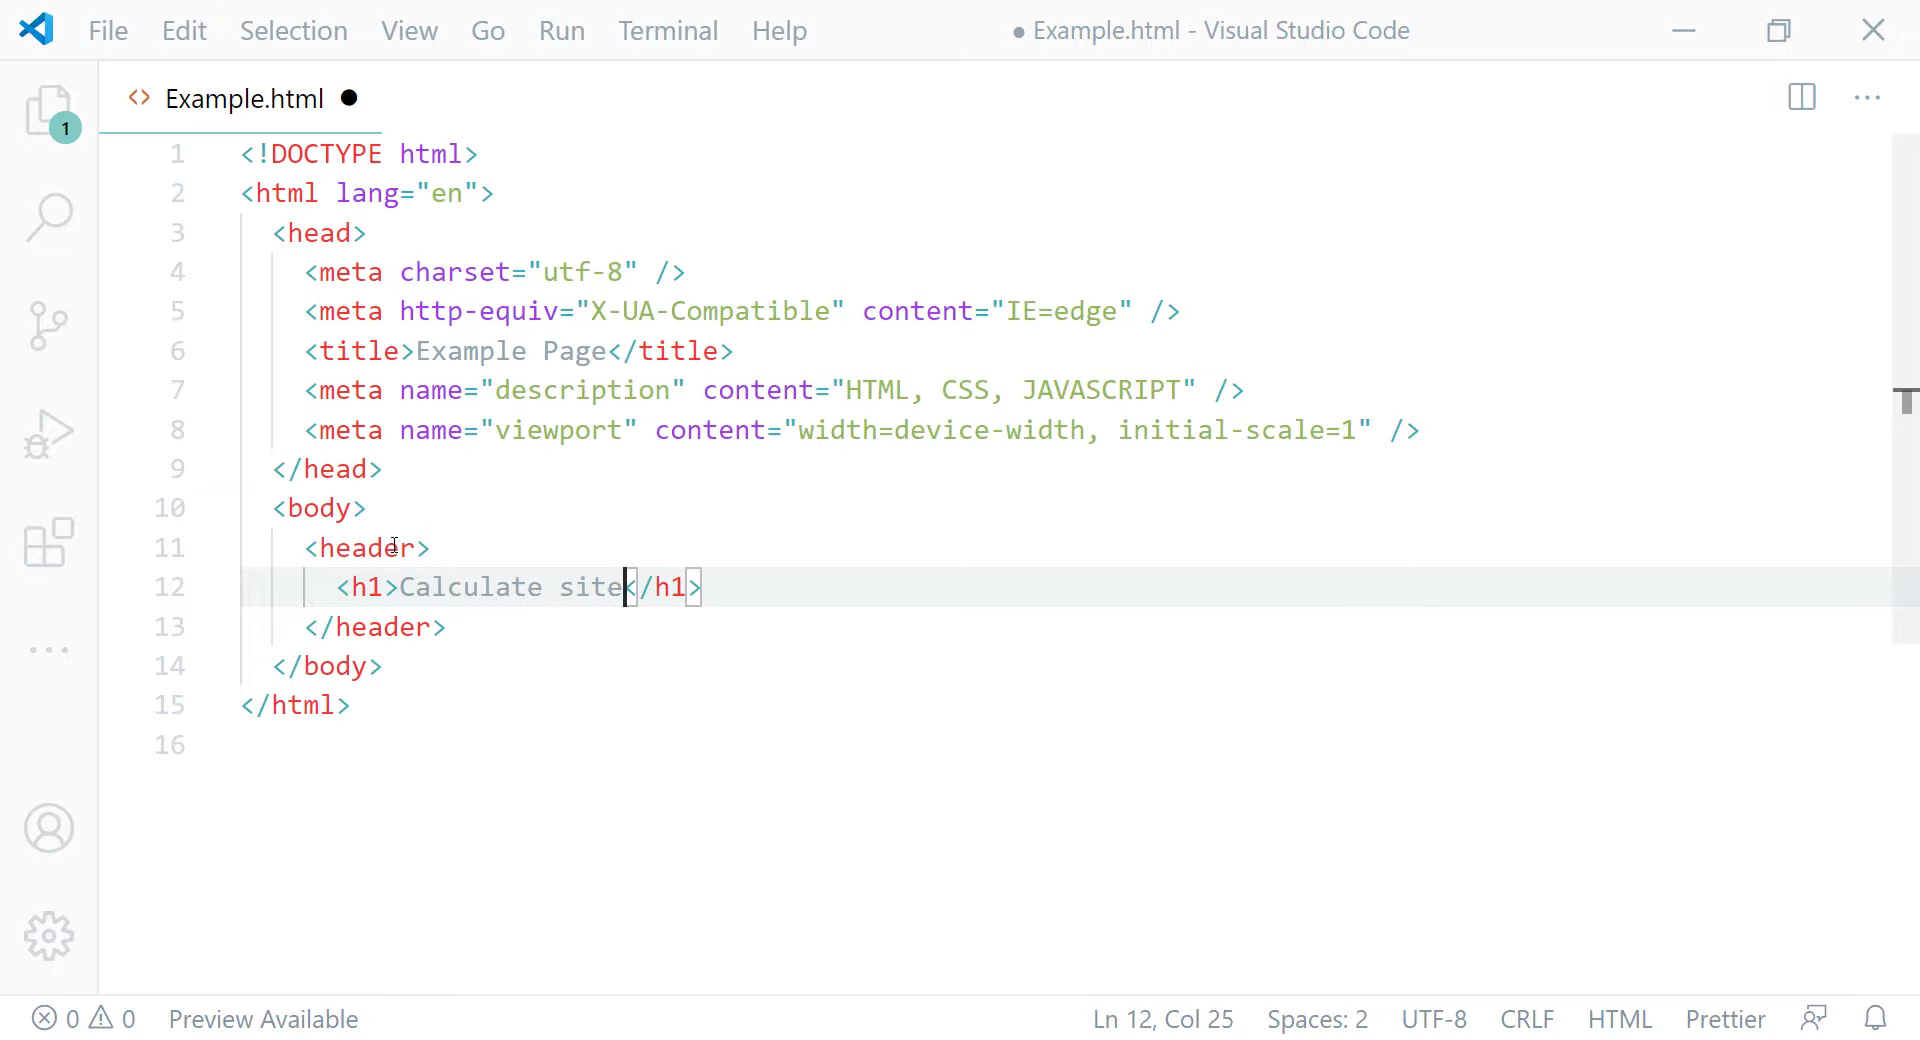 File Edit Selection View Go Run Terminal Help ● Example.html - Visual Studio Code
1
<> Example.html ●
1 <!DOCTYPE html>
2 <html lang="en">
3 <head>
4 <meta charset="utf-8" />
5 <meta http-equiv="X-UA-Compatible" content="IE=edge" />
6 <title>Example Page</title>
7 <meta name="description" content="HTML, CSS, JAVASCRIPT" />
8 <meta name="viewport" content="width=device-width, initial-scale=1" />
9 </head>
10 <body>
11 <header>
12 <h1>Calculate site</h1>
13 </header>
14 </body>
15 </html>
16
0 0 Preview Available Ln 12, Col 25 Spaces: 2 UTF-8 CRLF HTML Prettier